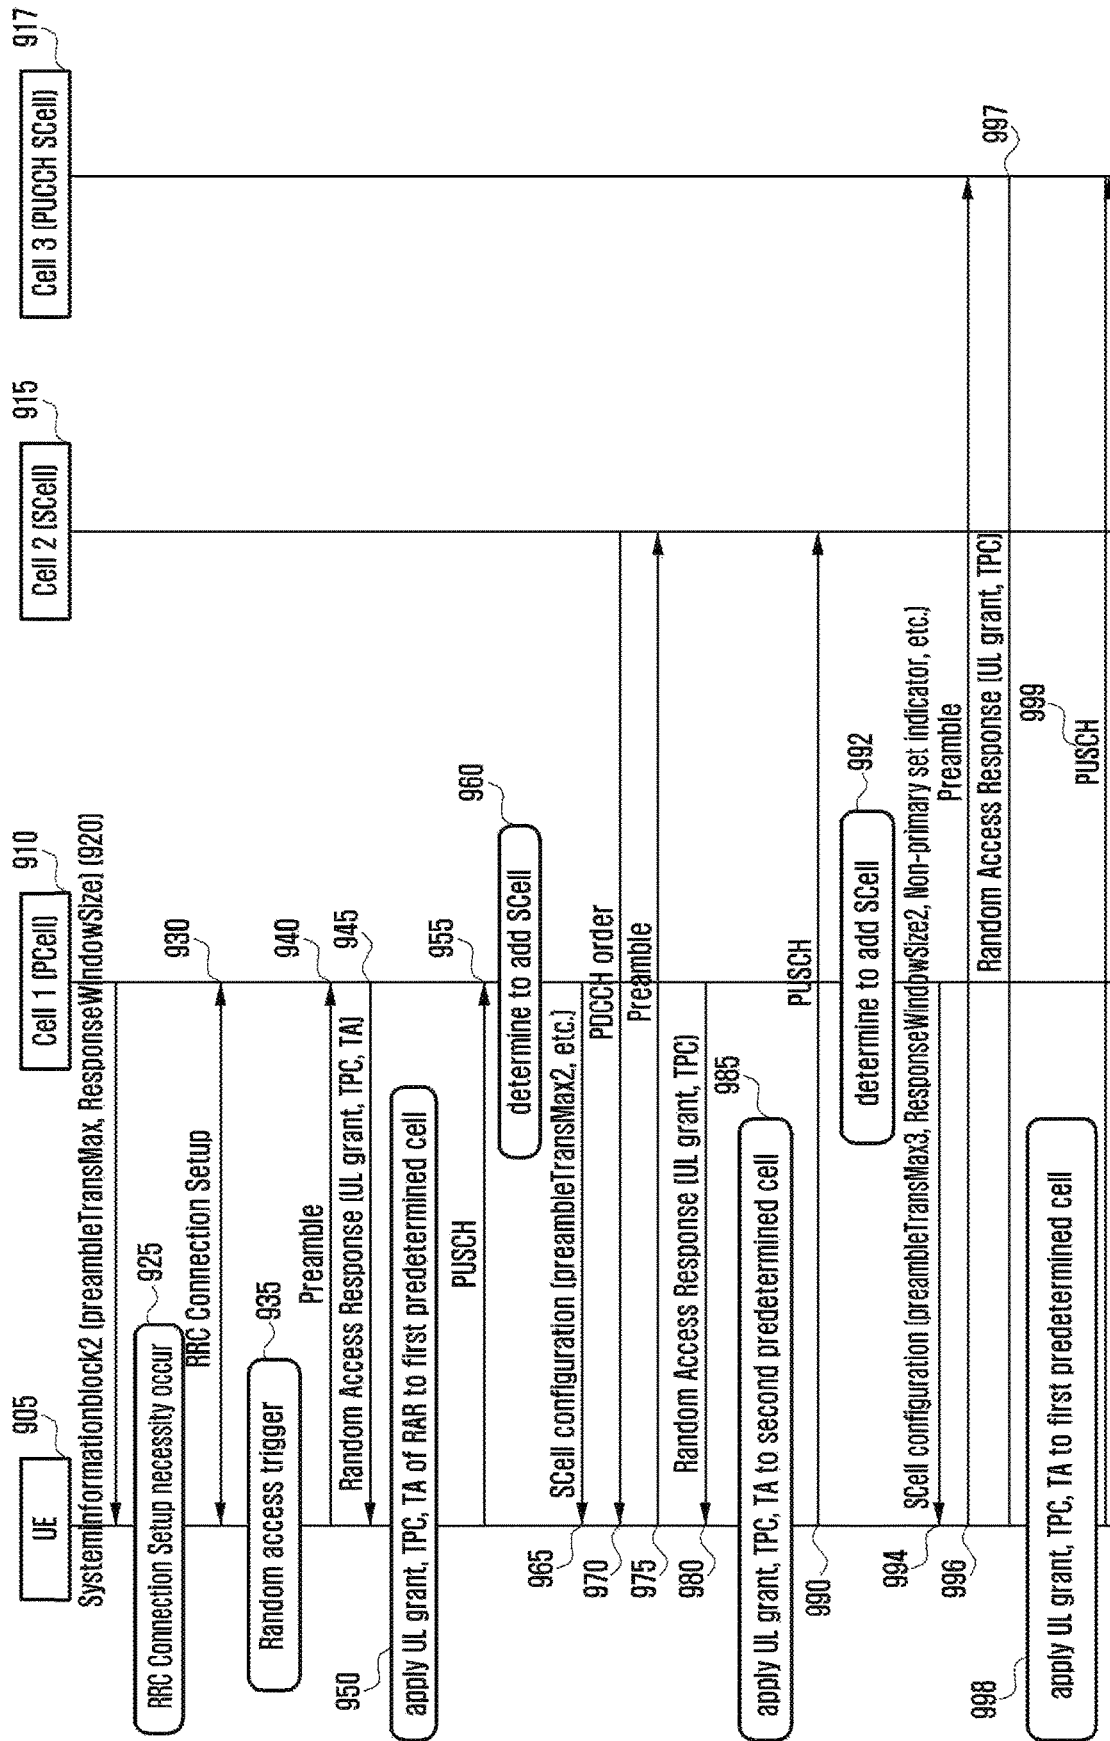 905
UE
910
Cell 1 (PCell)
915
Cell 2 (SCell)
917
Cell 3 (PUCCH SCell)
SystemInformationblock2 (preambleTransMax, ResponseWindowSize) (920)
925
RRC Connection Setup necessity occur
930
RRC Connection Setup
935
Random access trigger
940
Preamble
945
Random Access Response (UL grant, TPC, TA)
950
apply UL grant, TPC, TA of RAR to first predetermined cell
955
PUSCH
960
determine to add SCell
965
SCell configuration (preambleTransMax2, etc.)
970
PDCCH order
975
Preamble
980
Random Access Response (UL grant, TPC)
985
apply UL grant, TPC, TA to second predetermined cell
990
PUSCH
992
determine to add SCell
994
SCell configuration (preambleTransMax3, ResponseWindowSize2, Non-primary set indicator, etc.)
996
Preamble
997
Random Access Response (UL grant, TPC)
998
apply UL grant, TPC, TA to first predetermined cell
999
PUSCH